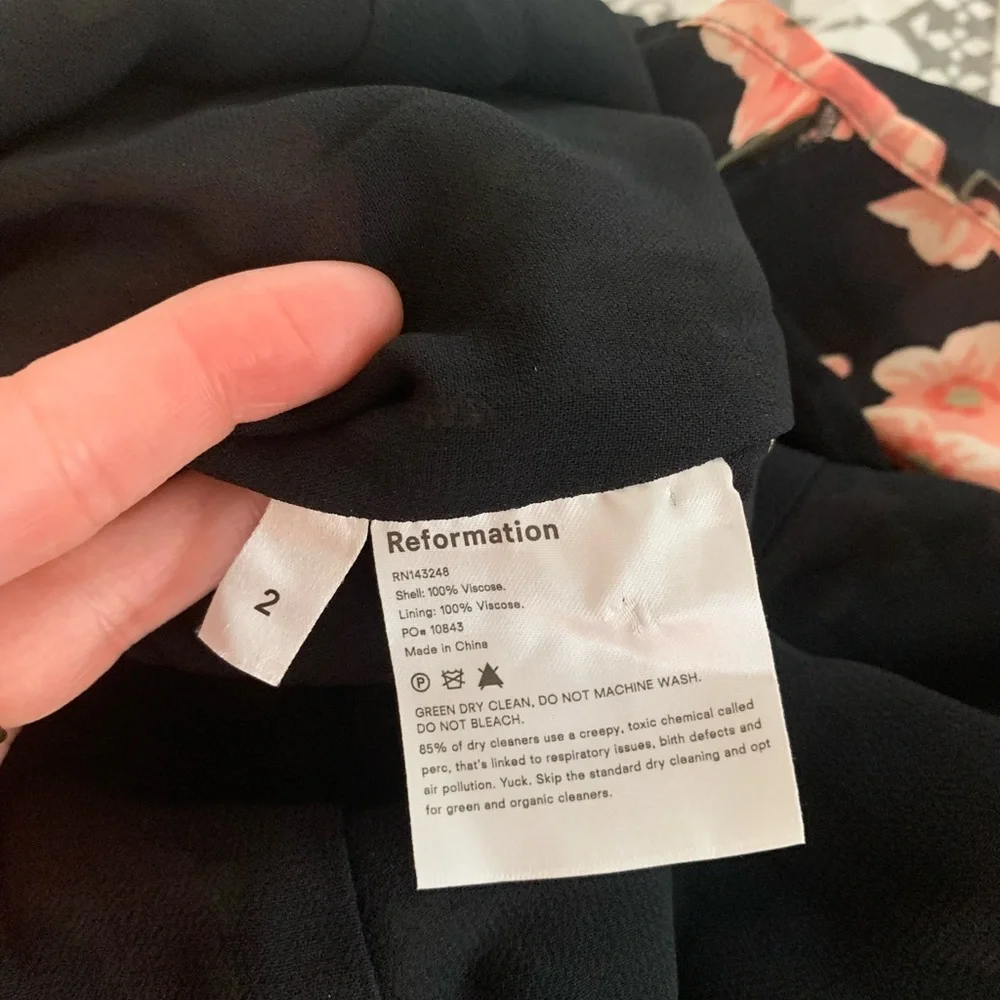 Reformation
RN143248
Shell: 100% Viscose.
Lining: 100% Viscose.
PO# 10843
Made in China
2
P
GREEN DRY CLEAN, DO NOT MACHINE WASH.
DO NOT BLEACH.
85% of dry cleaners use a creepy, toxic chemical called
perc, that's linked to respiratory issues, birth defects and
air pollution. Yuck. Skip the standard dry cleaning and opt
for green and organic cleaners.